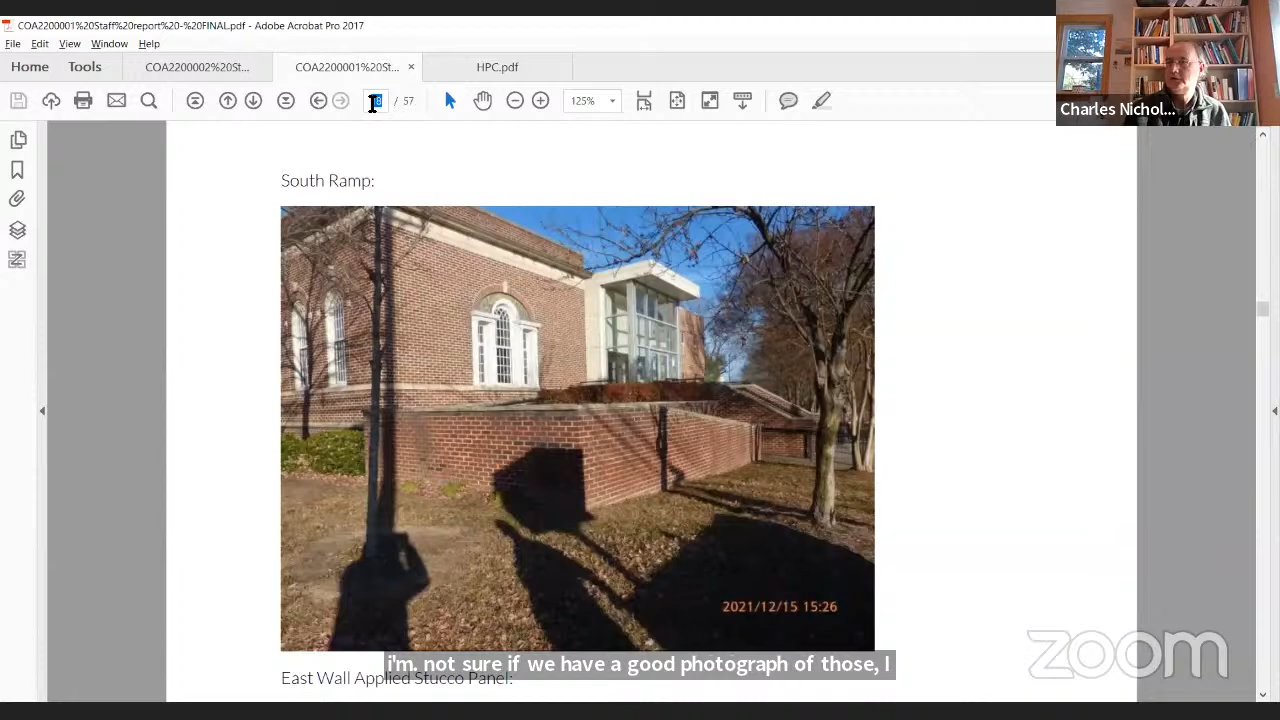 COA2200001%20Staff%20report%20-%20FINAL.pdf - Adobe Acrobat Pro 2017
File Edit View Window Help
Home Tools COA2200002%20St... COA2200001%20St... × HPC.pdf
/ 57 125%
Charles Nichol...
South Ramp:
2021/12/15 15:26
zoom
i'm. not sure if we have a good photograph of those, I
East Wall Applied Stucco Panel: